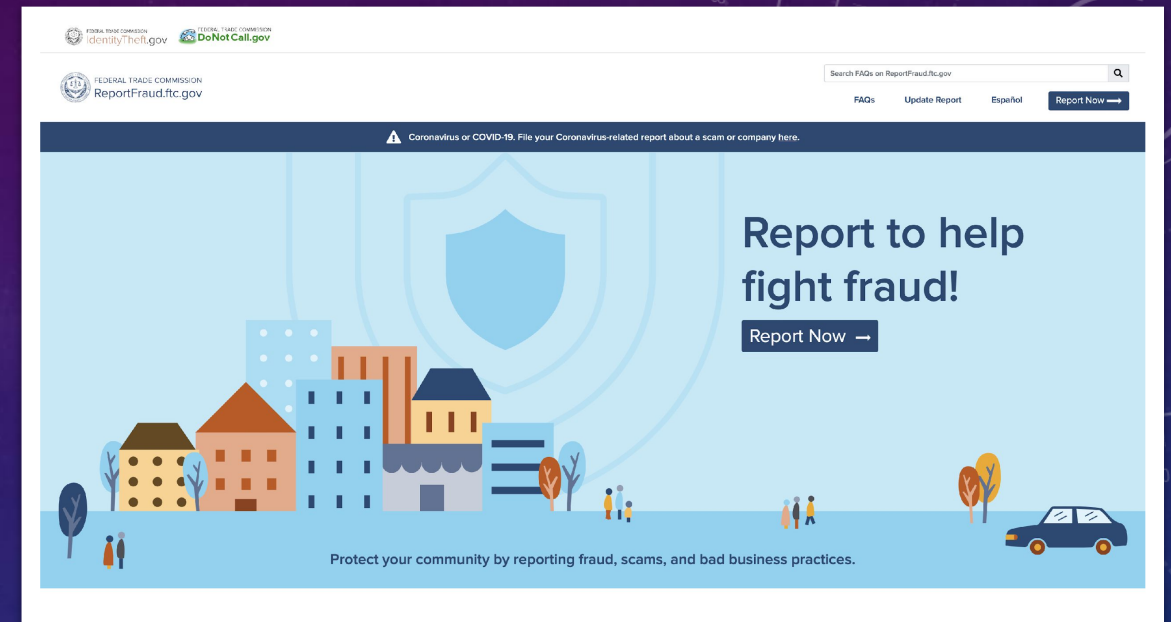 FEDERAL TRADE COMMISSION
IdentityTheft.gov
FEDERAL TRADE COMMISSION
DoNotCall.gov
FEDERAL TRADE COMMISSION
ReportFraud.ftc.gov
Search FAQs on ReportFraud.ftc.gov
FAQs Update Report Español Report Now
Coronavirus or COVID-19. File your Coronavirus-related report about a scam or company here.
Report to help
fight fraud!
Report Now →
Protect your community by reporting fraud, scams, and bad business practices.